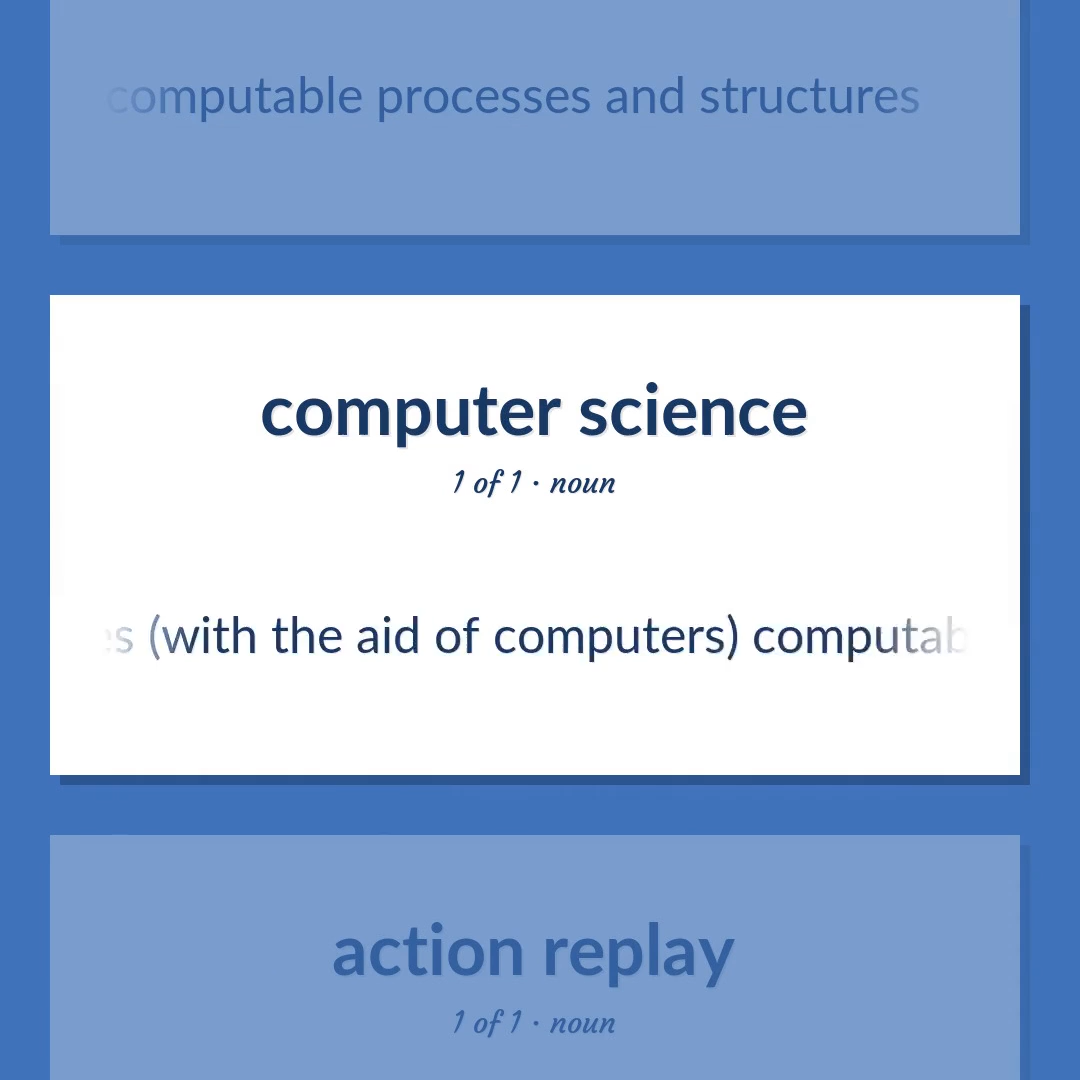 computable processes and structures
computer science
1 of 1 · noun
(with the aid of computers)
action replay
1 of 1 · noun